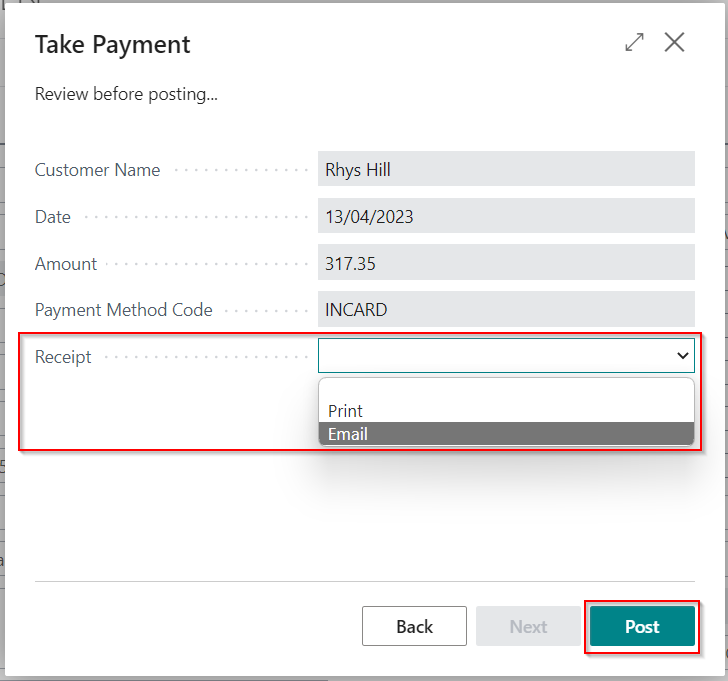 Take Payment
Review before posting...
Customer Name Rhys Hill
Date 13/04/2023
Amount 317.35
Payment Method Code INCARD
Receipt
Print
Email
Back Next Post